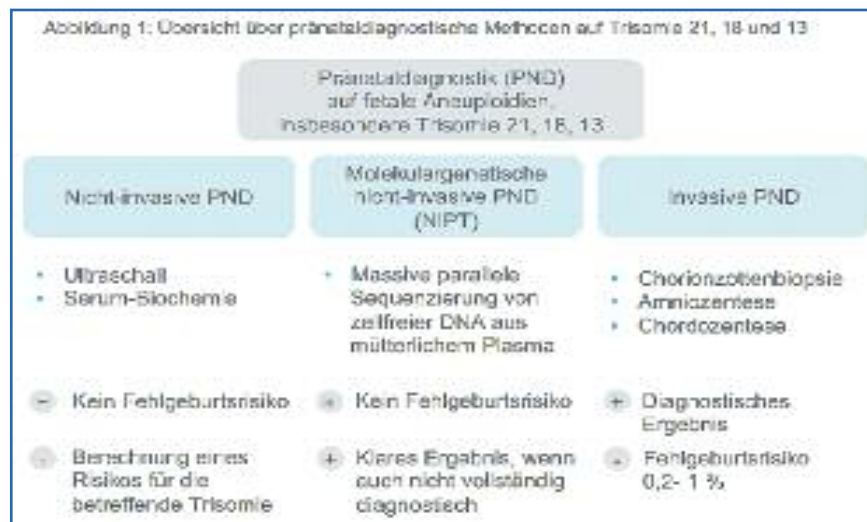 Abbildung 1: Übersicht über pränataldiagnostische Methoden auf Trisomie 21, 18 und 13
Pränataldiagnostik (PND)
auf fetale Aneuploidien,
insbesondere Trisomie 21, 18, 13
Nicht-invasive PND
Molekulargenetische
nicht-invasive PND
(NIPT)
Invasive PND
• Ultraschall
• Serum-Biochemie
• Massive parallele
Sequenzierung von
zellfreier DNA aus
mütterlichem Plasma
• Chorionzottenbiopsie
• Amniozentese
• Chordozentese
Kein Fehlgeburtsrisiko
Berechnung eines
Risikos für die
betreffende Trisomie
Kein Fehlgeburtsrisiko
+ Klares Ergebnis, wenn
auch nicht vollständig
diagnostisch
+ Diagnostisches
Ergebnis
Fehlgeburtsrisiko
0,2- 1 %